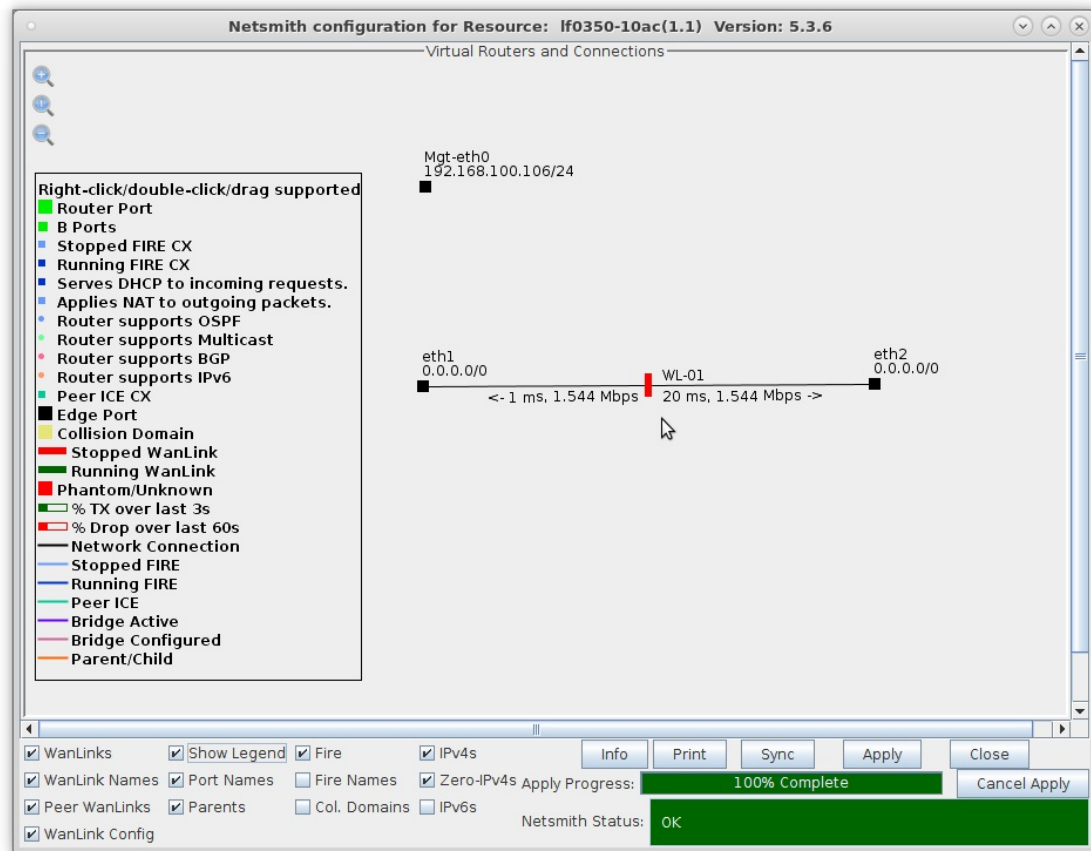 Netsmith configuration for Resource: lf0350-10ac(1.1) Version: 5.3.6
Virtual Routers and Connections
Mgt-eth0
192.168.100.106/24
Right-click/double-click/drag supported
Router Port
B Ports
Stopped FIRE CX
Running FIRE CX
Serves DHCP to incoming requests.
Applies NAT to outgoing packets.
Router supports OSPF
Router supports Multicast
Router supports BGP
Router supports IPv6
Peer ICE CX
Edge Port
Collision Domain
Stopped WanLink
Running WanLink
Phantom/Unknown
% TX over last 3s
% Drop over last 60s
Network Connection
Stopped FIRE
Running FIRE
Peer ICE
Bridge Active
Bridge Configured
Parent/Child
eth1
0.0.0.0/0
WL-01
<- 1 ms, 1.544 Mbps
20 ms, 1.544 Mbps ->
eth2
0.0.0.0/0
WanLinks Show Legend Fire IPv4s Info Print Sync Apply Close
WanLink Names Port Names Fire Names Zero-IPv4s Apply Progress: 100% Complete Cancel Apply
Peer WanLinks Parents Col. Domains IPv6s
Netsmith Status: OK
WanLink Config